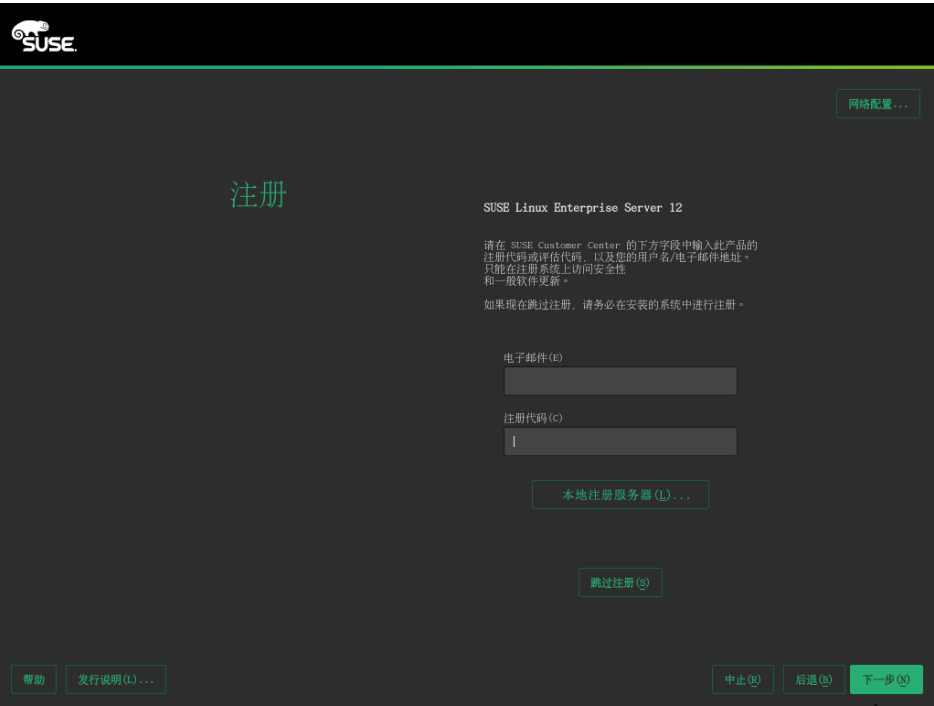 SUSE.
网络配置...
注册
SUSE Linux Enterprise Server 12
请在 SUSE Customer Center 的下方字段中输入此产品的
注册代码或评估代码，以及您的用户名/电子邮件地址。
只能在注册系统上访问安全性
和一般软件更新。
如果现在跳过注册，请务必在安装的系统中进行注册。
电子邮件(E)
注册代码(C)
本地注册服务器(L)...
跳过注册(S)
帮助 发行说明(L)... 中止(R) 后退(B) 下一步(N)